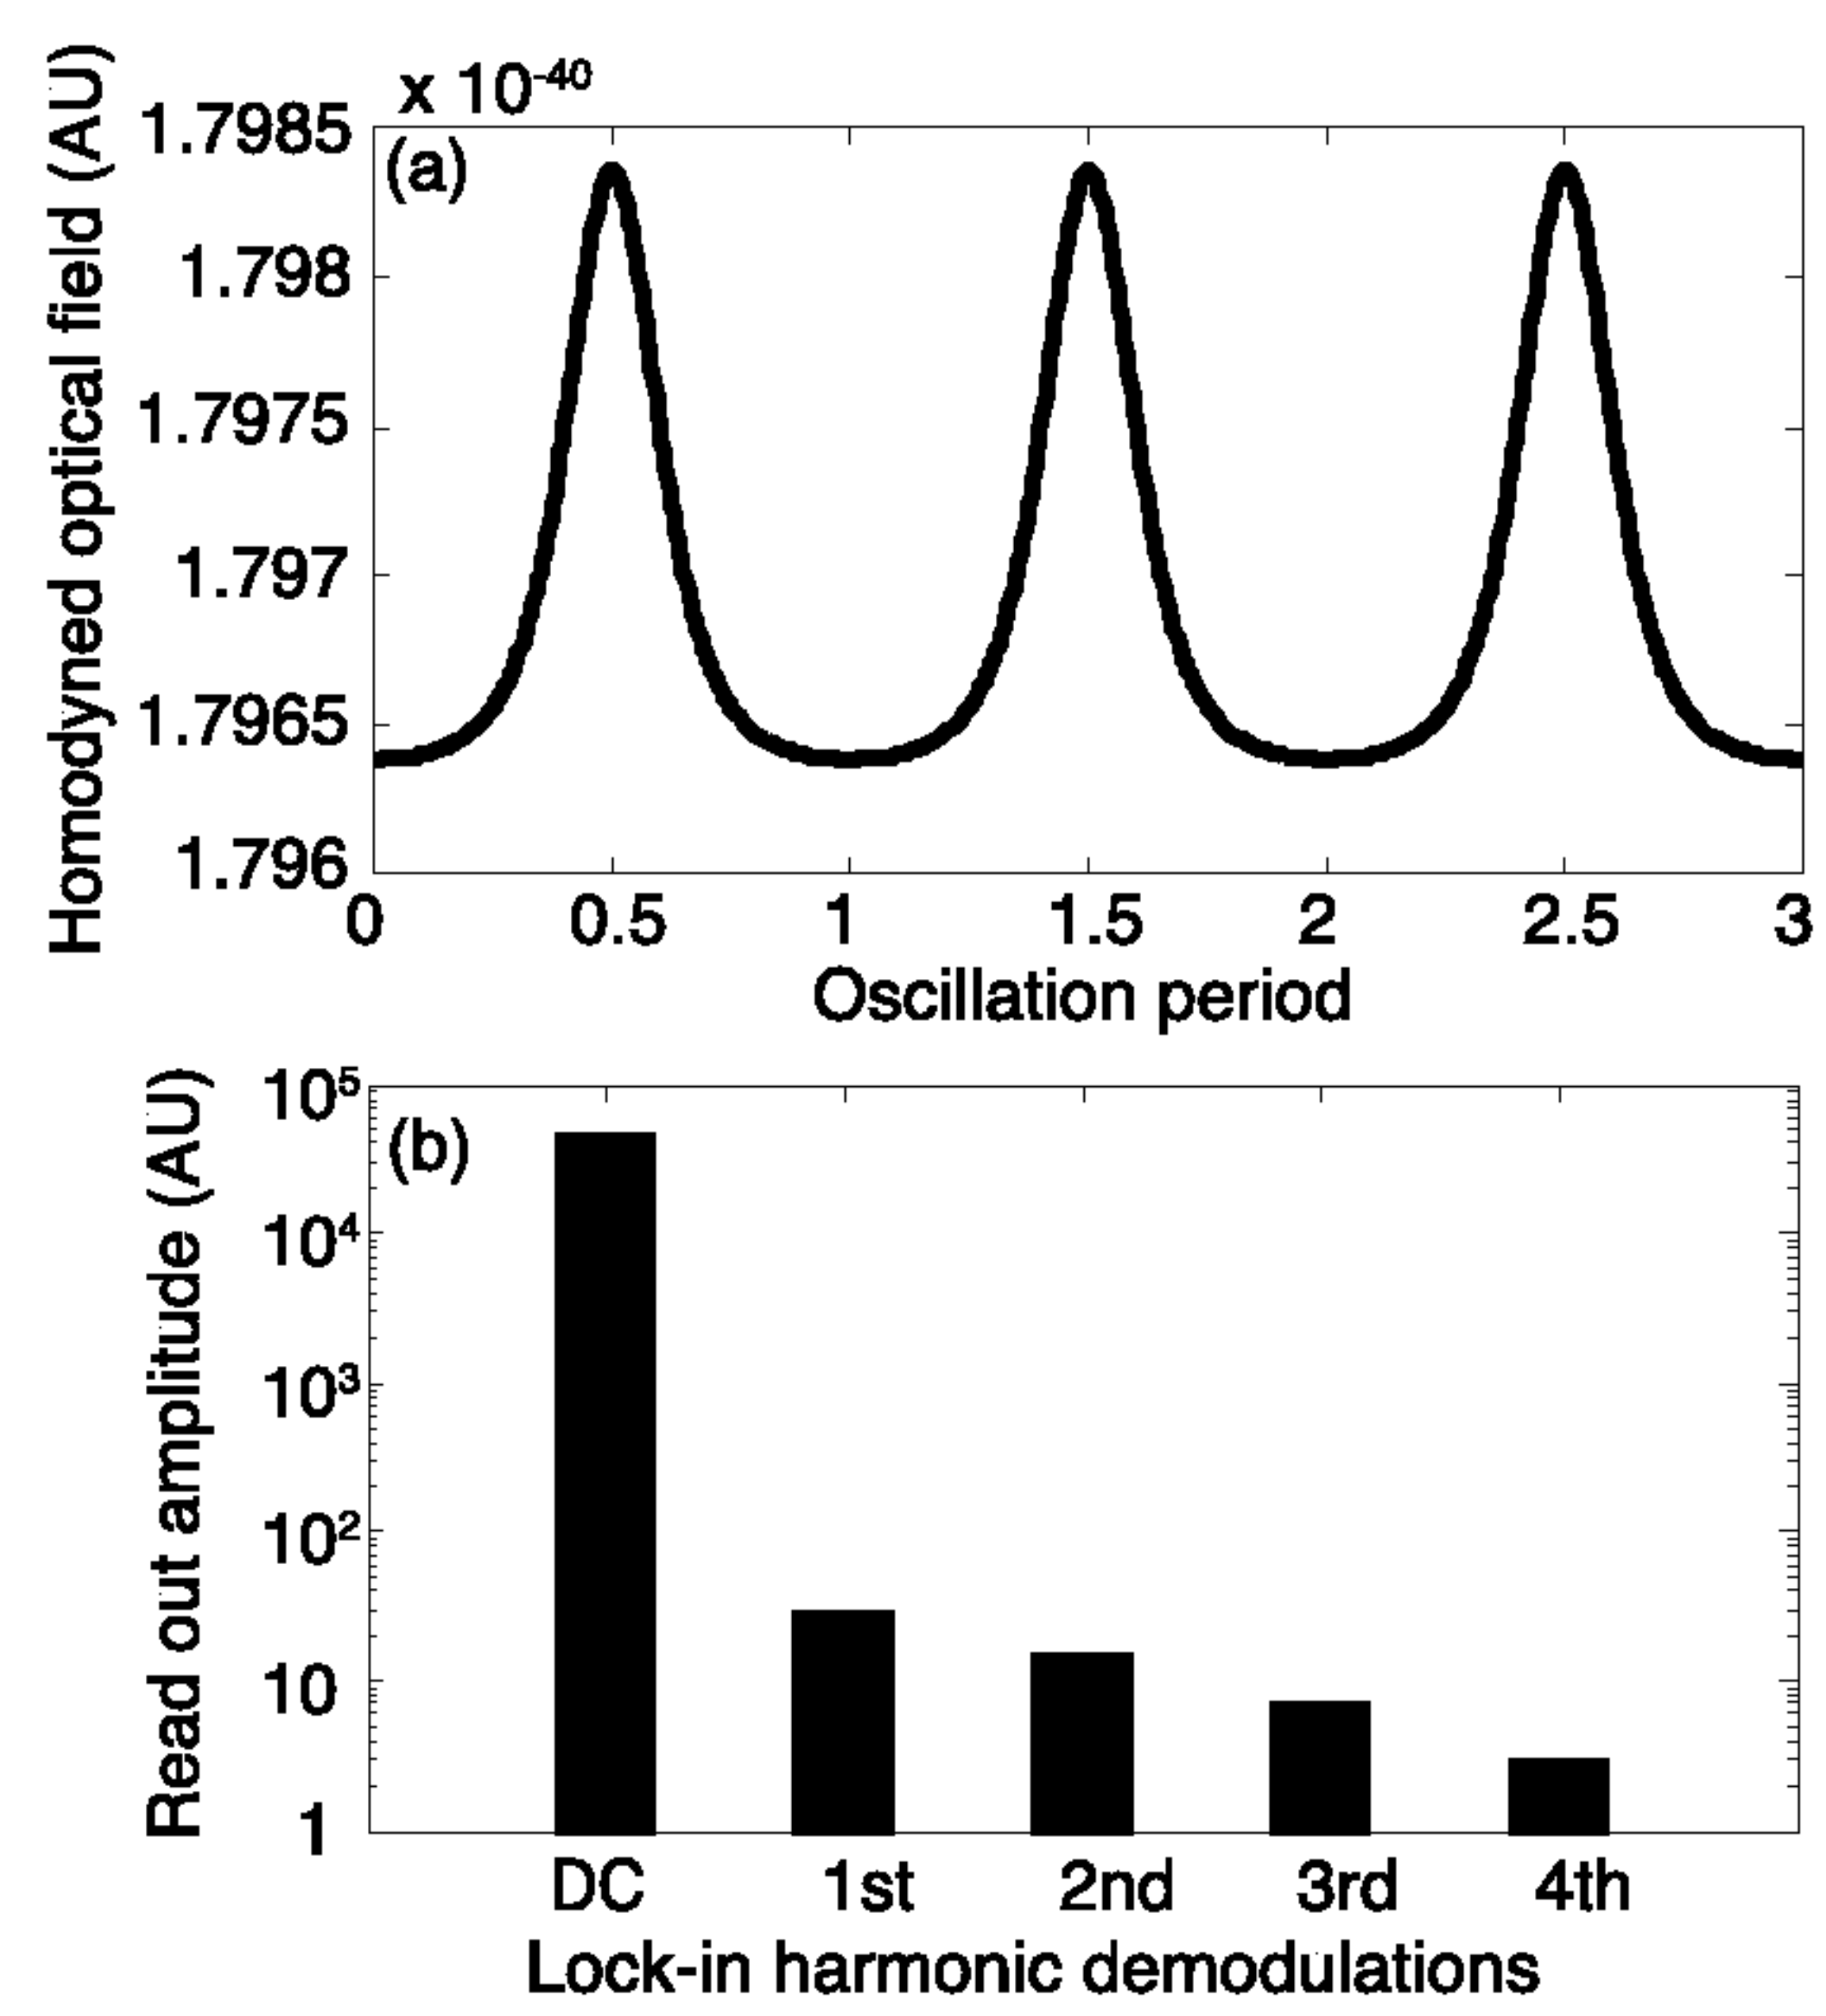 Homodyned optical field (AU)
x 10-40
(a)
1.7985
1.798
1.7975
1.797
1.7965
1.796
0 0.5 1 1.5 2 2.5 3
Oscillation period
Read out amplitude (AU)
(b)
10^5
10^4
10^3
10^2
10
1
DC 1st 2nd 3rd 4th
Lock-in harmonic demodulations